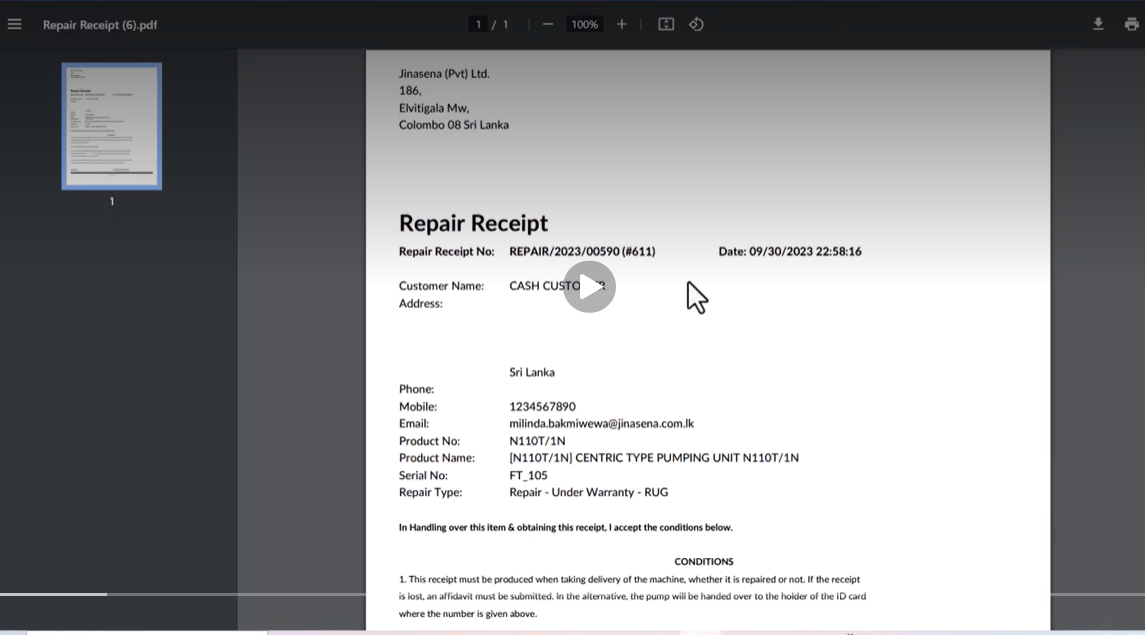 Repair Receipt (6).pdf
1 / 1
100%
1
Jinasena (Pvt) Ltd.
186,
Elvitigala Mw,
Colombo 08 Sri Lanka
Repair Receipt
Repair Receipt No: REPAIR/2023/00590 (#611) Date: 09/30/2023 22:58:16
Customer Name: CASH
Address:
Sri Lanka
Phone:
Mobile: 1234567890
Email: milinda.bakmiwewa@jinasena.com.lk
Product No: N110T/1N
Product Name: [N110T/1N] CENTRIC TYPE PUMPING UNIT N110T/1N
Serial No: FT_105
Repair Type: Repair - Under Warranty - RUG
In Handling over this item & obtaining this receipt, I accept the conditions below.
CONDITIONS
1. This receipt must be produced when taking delivery of the machine, whether it is repaired or not. If the receipt
is lost, an affidavit must be submitted. in the alternative, the pump will be handed over to the holder of the ID card
where the number is given above.